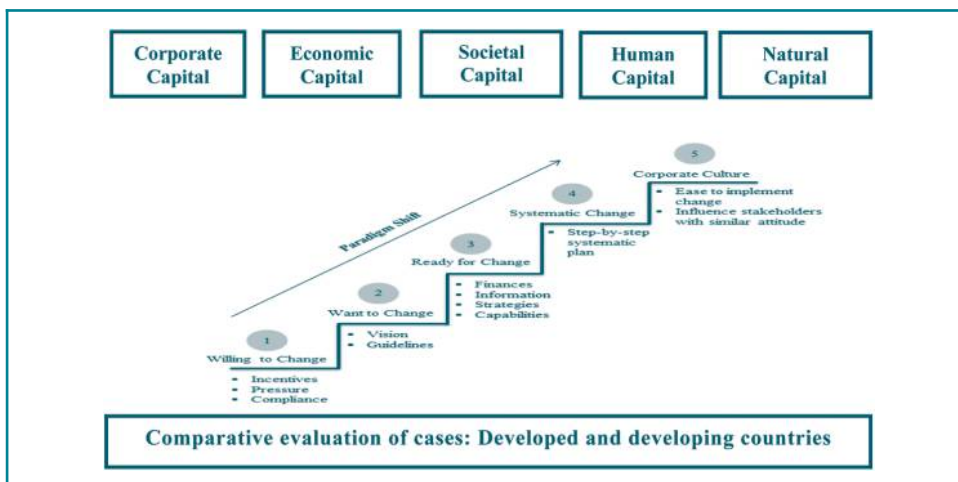 Corporate
Capital
Economic
Capital
Societal
Capital
Human
Capital
Natural
Capital
Paradigm Shift
5
Corporate Culture
Ease to implement
change
Influence stakeholders
with similar attitude
4
Systematic Change
Step-by-step
systematic
plan
3
Ready for Change
Finances
Information
Strategies
Capabilities
2
Want to Change
Vision
Guidelines
1
Willing to Change
Incentives
Pressure
Compliance
Comparative evaluation of cases: Developed and developing countries